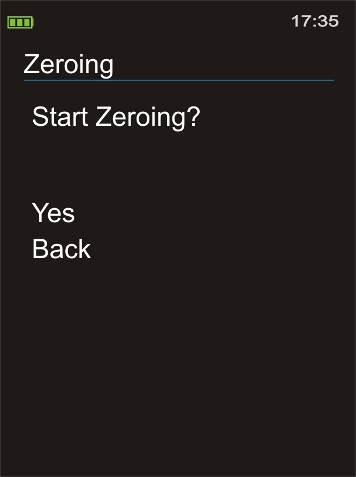 17:35
Zeroing
Start Zeroing?
Yes
Back